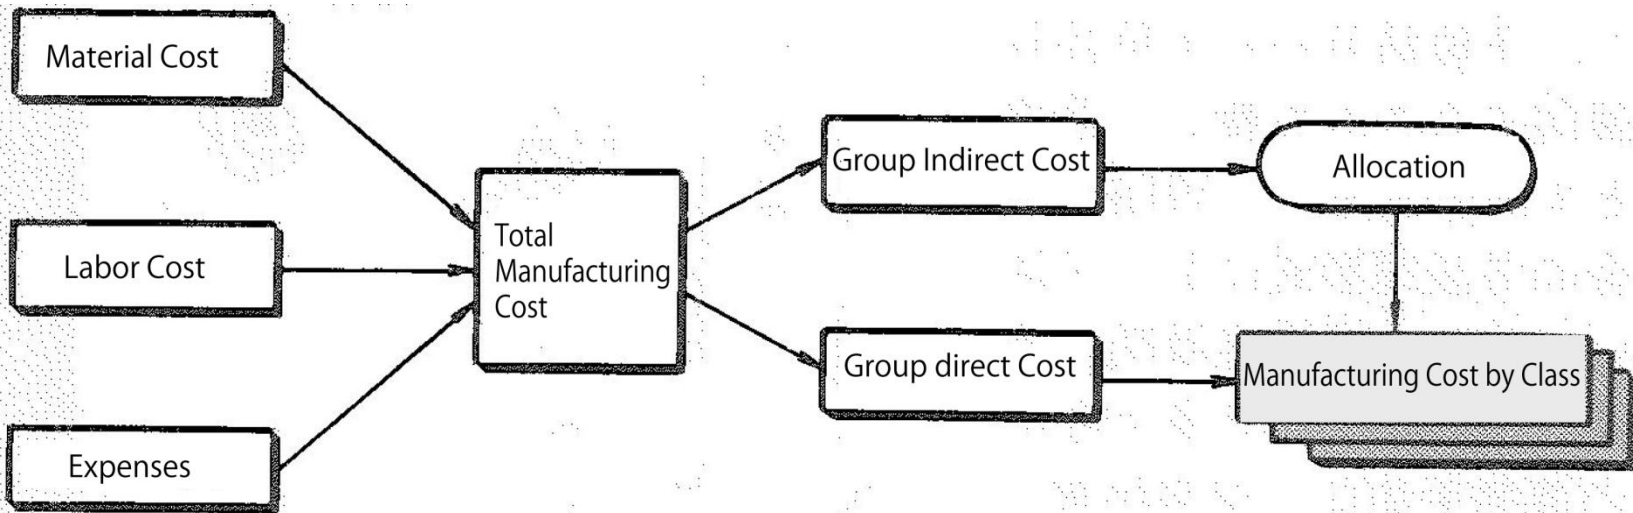 Material Cost
Labor Cost
Expenses
Total
Manufacturing
Cost
Group Indirect Cost
Group direct Cost
Allocation
Manufacturing Cost by Class